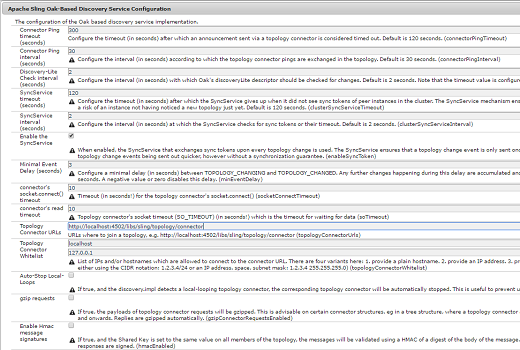 Apache Sling Oak-Based Discovery Service Configuration
The configuration of the Oak based discovery service implementation.
Connector Ping timeout (seconds)
300
Configure the timeout (in seconds) after which an announcement sent via a topology connector is considered timed out. Default is 120 seconds. (connectorPingTimeout)
Connector Ping interval (seconds)
30
Configure the interval (in seconds) according to which the topology connector pings are exchanged in the topology. Default is 30 seconds. (connectorPingInterval)
Discovery-Lite Check interval (seconds)
2
Configure the interval (in seconds) with which Oak's discoveryLite descriptor should be checked for changes. Default is 2 seconds. Note that the timeout value is configure
SyncService timeout (seconds)
120
Configure the timeout (in seconds) after which the SyncService gives up when it did not see sync tokens of peer instances in the cluster. The SyncService mechanism ens
a risk of an instance not having noticed a new topology just yet. Default is 120 seconds. (clusterSyncServiceTimeout)
SyncService interval (seconds)
2
Configure the interval (in seconds) at which the SyncService checks for sync tokens or their timeout. Default is 2 seconds. (clusterSyncServiceInterval)
Enable the SyncService
When enabled, the SyncService that exchanges sync tokens upon every topology change is used. The SyncService ensures that a topology change event is only sent onc
topology change events being sent out quicker, however without a synchronization guarantee. (enableSyncToken)
Minimal Event Delay (seconds)
3
Configure a minimal delay (in seconds) between TOPOLOGY_CHANGING and TOPOLOGY_CHANGED. Any further changes happening during this delay are accumulated and
seconds. A negative value or zero disables this delay. (minEventDelay)
connector's socket.connect() timeout
10
Timeout (in seconds!) for the topology connector's socket.connect() (socketConnectTimeout)
connector's read timeout
10
Topology connector's socket timeout (SO_TIMEOUT) (in seconds!) which is the timeout for waiting for data (soTimeout)
Topology Connector URLs
http://localhost:4502/libs/sling/topology/connector
URLs where to join a topology, e.g. http://localhost:4502/libs/sling/topology/connector (topologyConnectorUrls)
Topology Connector Whitelist
localhost
127.0.0.1
List of IPs and/or hostnames which are allowed to connect to the connector URL. There are four variants here: 1. provide a plain hostname. 2. provide an IP address. 3. pr
either using the CIDR notation: 1.2.3.4/24 or an IP address, space, subnet mask: 1.2.3.4 255.255.255.0) (topologyConnectorWhitelist)
Auto-Stop Local-Loops
If true, and the discovery.impl detects a local-looping topology connector, the corresponding topology connector will be automatically stopped. This is useful to prevent u
gzip requests
If true, the payloads of topology connector requests will be gzipped. This is advisable on certain connector structures, eg in a tree structure, where a topology connector
and onwards. Replies are gzipped automatically. (gzipConnectorRequestsEnabled)
Enable Hmac message signatures
If true, and the Shared Key is set to the same value on all members of the topology, the messages will be validated using a HMAC of a digest of the body of the message.
responses are signed. (hmacEnabled)